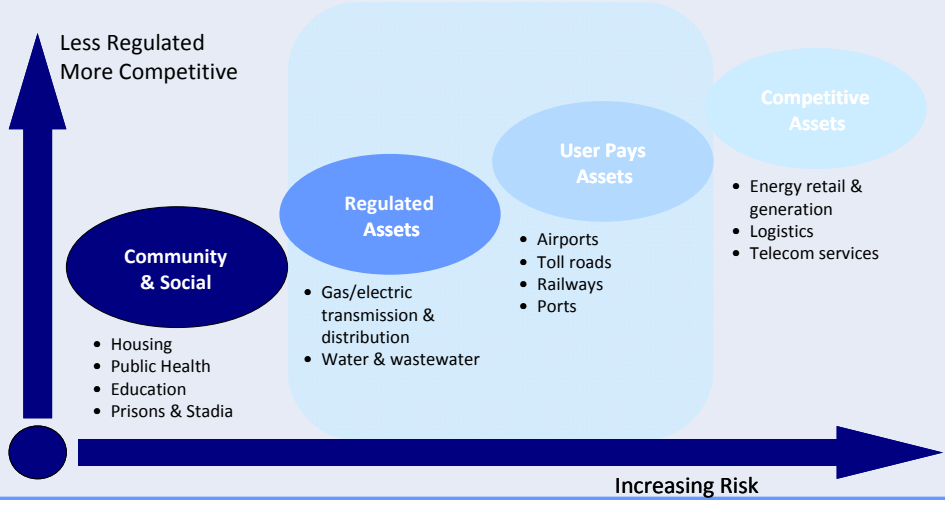 Less Regulated
More Competitive
Community
& Social
• Housing
• Public Health
• Education
• Prisons & Stadia
Regulated
Assets
• Gas/electric
transmission &
distribution
• Water & wastewater
User Pays
Assets
• Airports
• Toll roads
• Railways
• Ports
Competitive
Assets
• Energy retail &
generation
• Logistics
• Telecom services
Increasing Risk